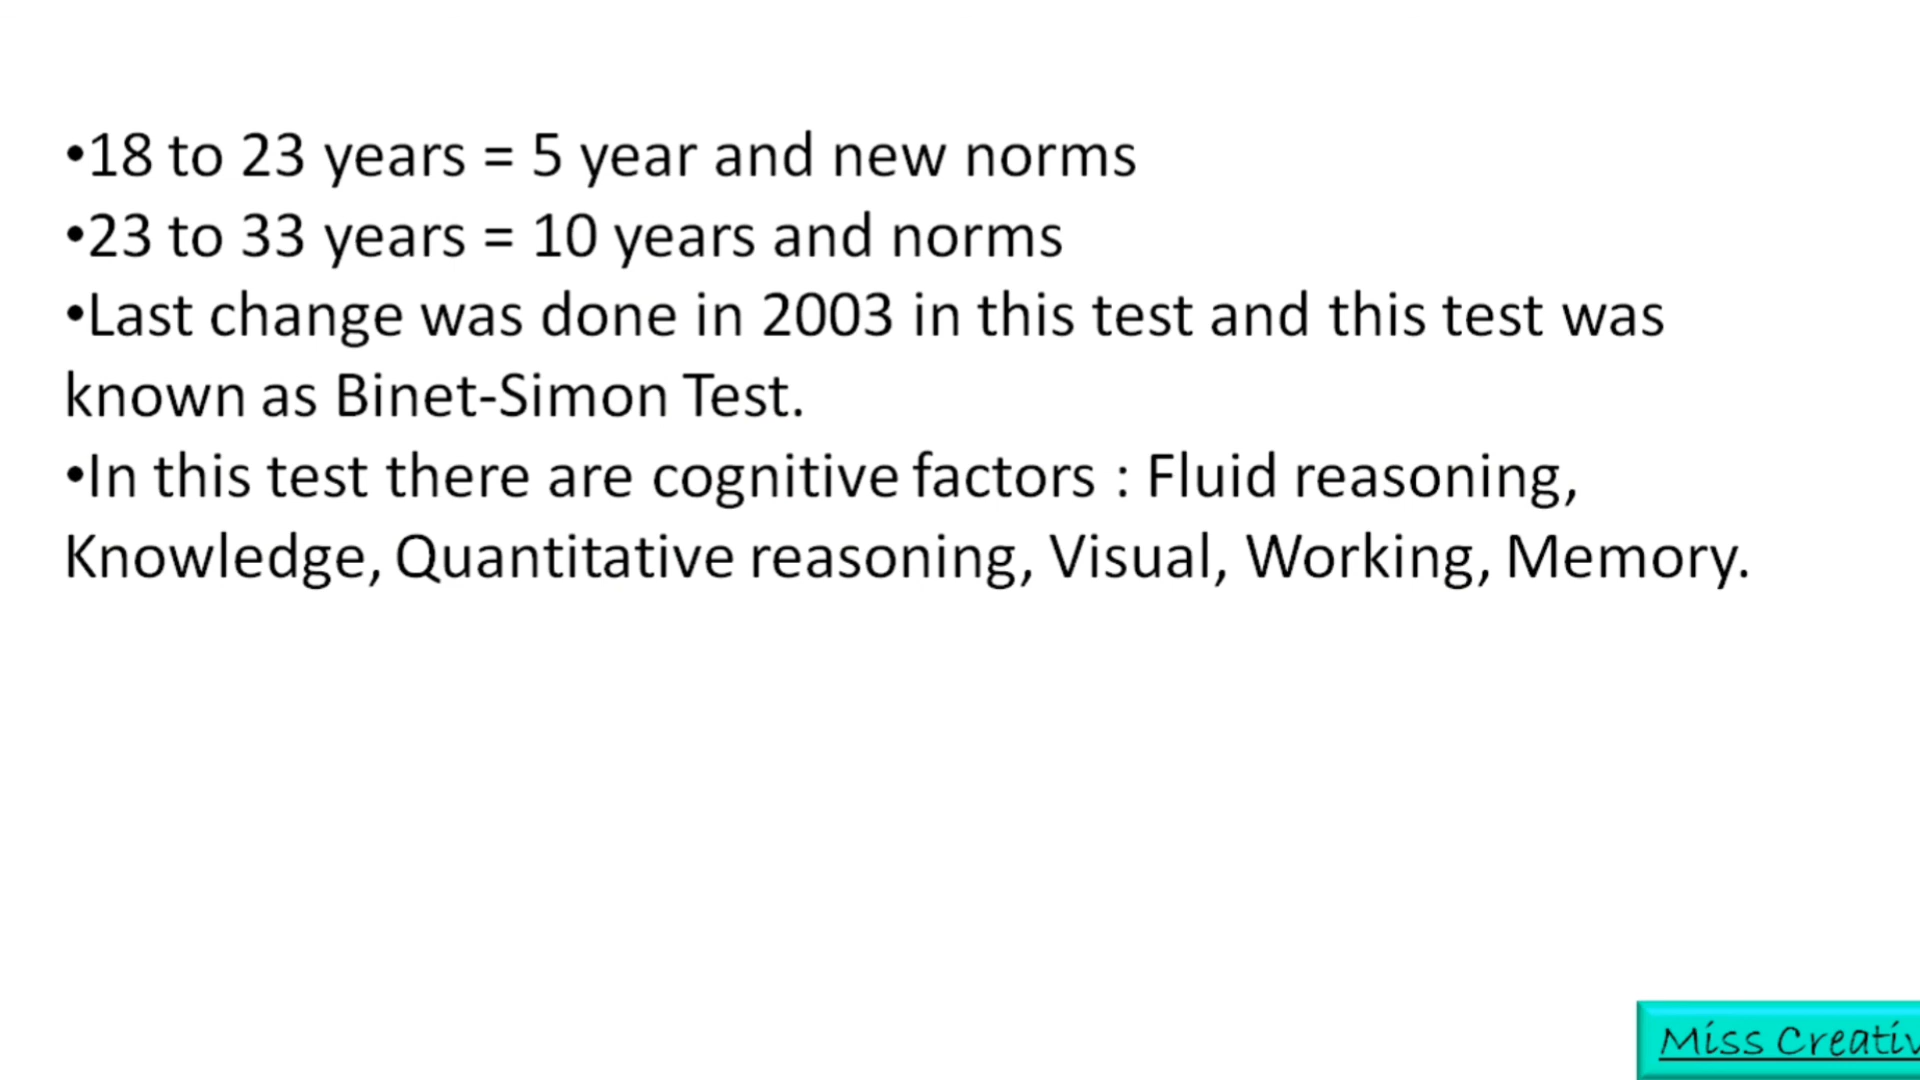 •18 to 23 years = 5 year and new norms
•23 to 33 years = 10 years and norms
•Last change was done in 2003 in this test and this test was
known as Binet-Simon Test.
•In this test there are cognitive factors : Fluid reasoning,
Knowledge, Quantitative reasoning, Visual, Working, Memory.
Miss Creativ